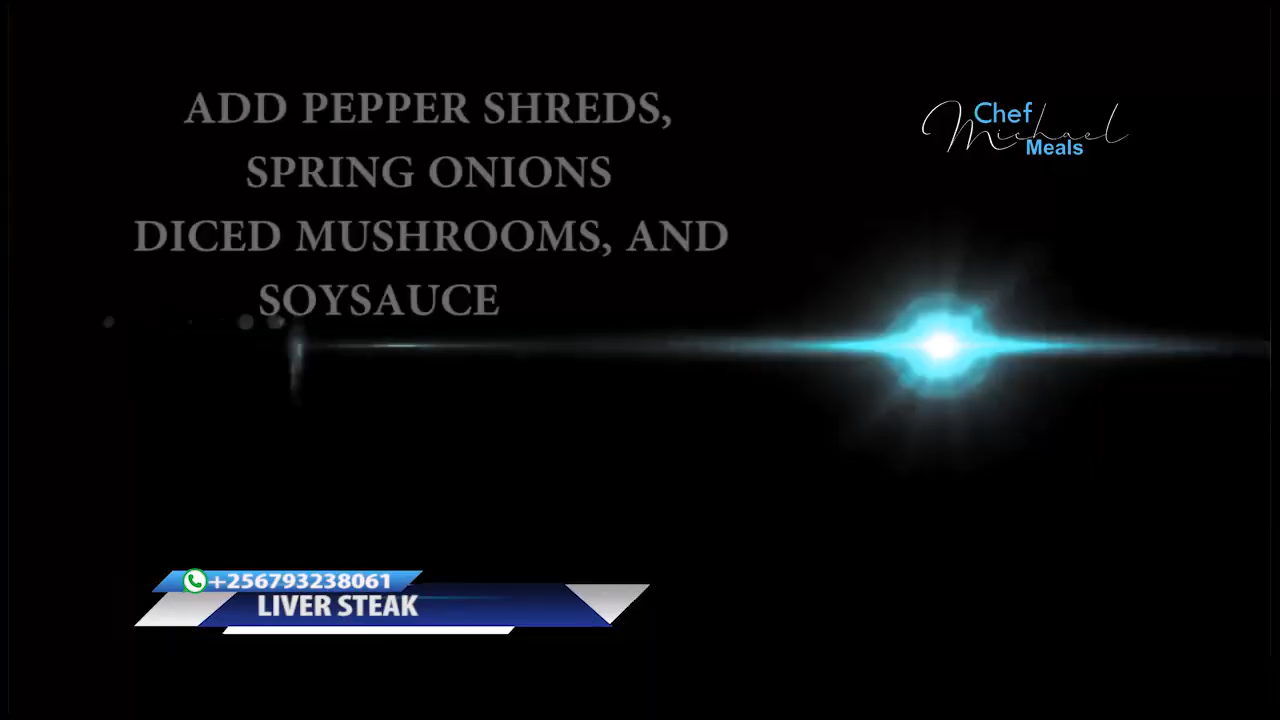 ADD PEPPER SHREDS,
SPRING ONIONS
DICED MUSHROOMS, AND
SOYSAUCE
Chef
Michael
Meals
+256793238061
LIVER STEAK